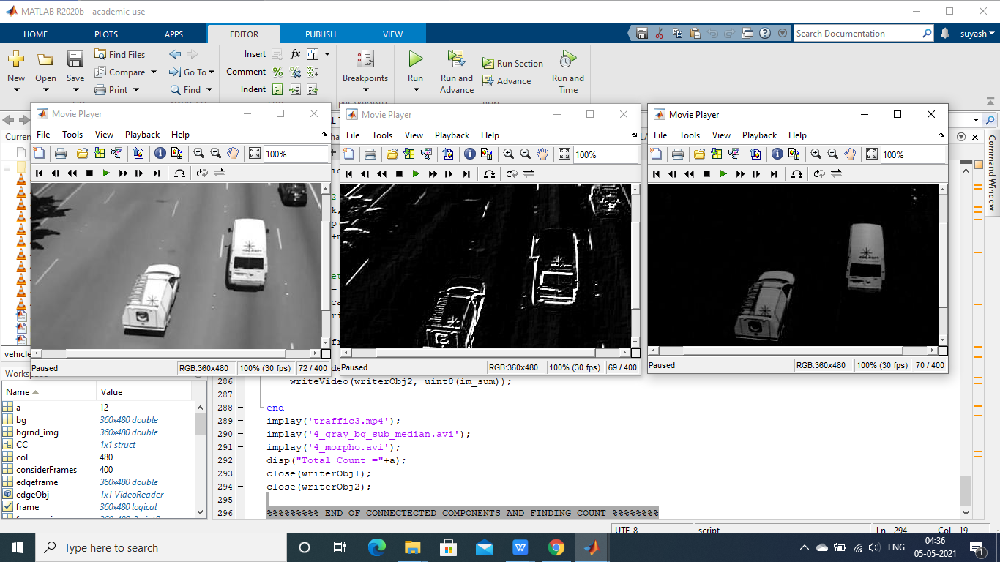 MATLAB R2020b - academic use
HOME PLOTS APPS EDITOR PUBLISH VIEW
Search Documentation
suyash
New
Open
Save
Find Files
Compare
Print
Go To
Find
Insert
Comment
Indent
fx
Breakpoints
Run
Run and
Advance
Run Section
Advance
Run and
Time
FILE NAVIGATE EDIT BREAKPOINTS RUN
Movie Player
File Tools View Playback Help
100%
Paused
RGB:360x480 100% (30 fps) 72 / 400
Movie Player
File Tools View Playback Help
100%
Paused
RGB:360x480 100% (30 fps) 69 / 400
Movie Player
File Tools View Playback Help
100%
Paused
RGB:360x480 100% (30 fps) 70 / 400
Command Window
Curren
vehicle
Workspace
Name Value
a 12
bg 360x480 double
bgrnd_img 360x480 double
CC 1x1 struct
col 480
considerFrames 400
edgeframe 360x480 double
edgeObj 1x1 VideoReader
frame 360x480 logical
286 writeVideo(writerObj2, uint8(im_sum));
287
288 end
289 implay('traffic3.mp4');
290 implay('4_gray_bg_sub_median.avi');
291 implay('4_morpho.avi');
292 disp("Total Count ="+a);
293 close(writerObj1);
294 close(writerObj2);
295
296 %%%%%%%%% END OF CONNECTECTED COMPONENTS AND FINDING COUNT %%%%%%%%
UTF-8 script Ln 294 Col 19
Type here to search
ENG
04:36
05-05-2021
1